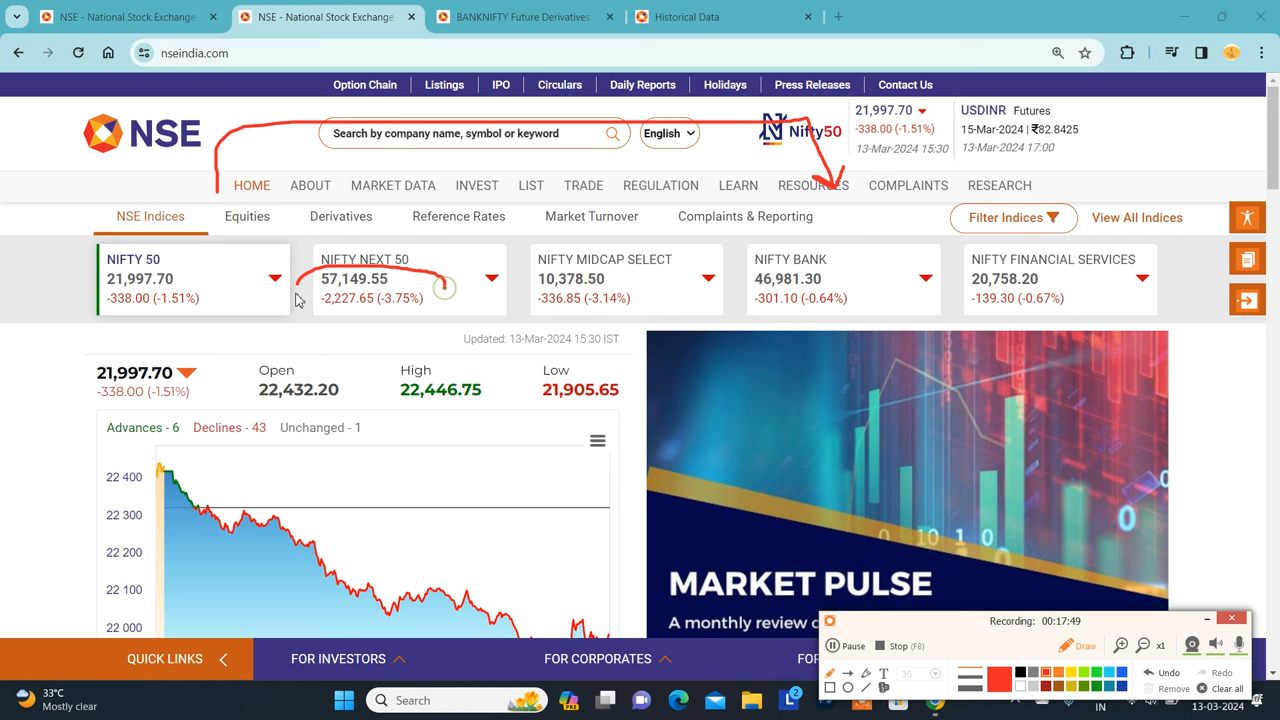 NSE - National Stock Exchange
NSE - National Stock Exchange
BANKNIFTY Future Derivatives
Historical Data
nseindia.com
Option Chain
Listings
IPO
Circulars
Daily Reports
Holidays
Press Releases
Contact Us
NSE
Search by company name, symbol or keyword
English
Nifty50
21,997.70
-338.00 (-1.51%)
13-Mar-2024 15:30
USDINR Futures
15-Mar-2024 | ₹82.8425
13-Mar-2024 17:00
HOME
ABOUT
MARKET DATA
INVEST
LIST
TRADE
REGULATION
LEARN
RESOURCES
COMPLAINTS
RESEARCH
NSE Indices
Equities
Derivatives
Reference Rates
Market Turnover
Complaints & Reporting
Filter Indices
View All Indices
NIFTY 50
21,997.70
-338.00 (-1.51%)
NIFTY NEXT 50
57,149.55
-2,227.65 (-3.75%)
NIFTY MIDCAP SELECT
10,378.50
-336.85 (-3.14%)
NIFTY BANK
46,981.30
-301.10 (-0.64%)
NIFTY FINANCIAL SERVICES
20,758.20
-139.30 (-0.67%)
Updated: 13-Mar-2024 15:30 IST
21,997.70
-338.00 (-1.51%)
Open
22,432.20
High
22,446.75
Low
21,905.65
Advances - 6
Declines - 43
Unchanged - 1
22 400
22 300
22 200
22 100
22 000
MARKET PULSE
A monthly review
Recording: 00:17:49
Pause
Stop (F8)
Draw
x1
T
36
Undo
Redo
Remove
Clear all
QUICK LINKS
FOR INVESTORS
FOR CORPORATES
33°C
Mostly clear
Search
PRE
2
IN
13-03-2024